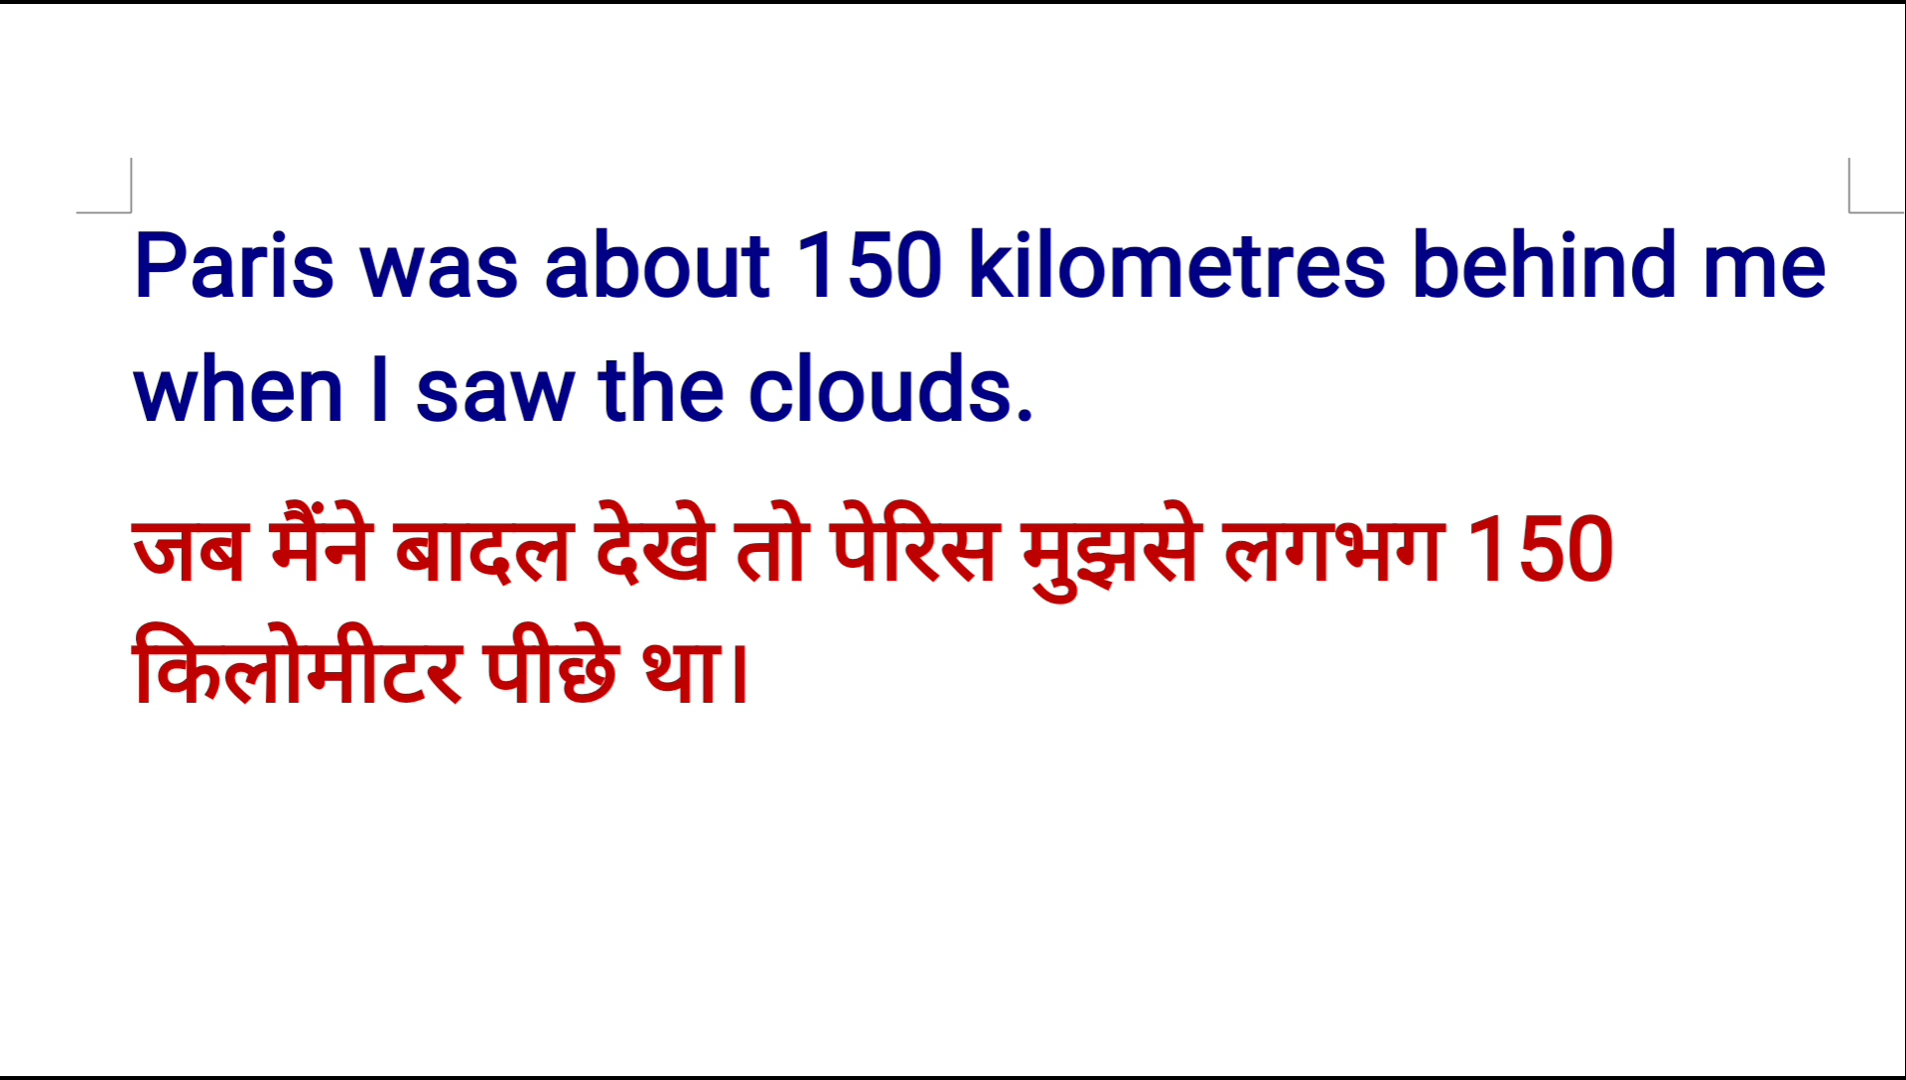 Paris was about 150 kilometres behind me
when I saw the clouds.
जब मैंने बादल देखे तो पेरिस मुझसे लगभग 150
किलोमीटर पीछे था।